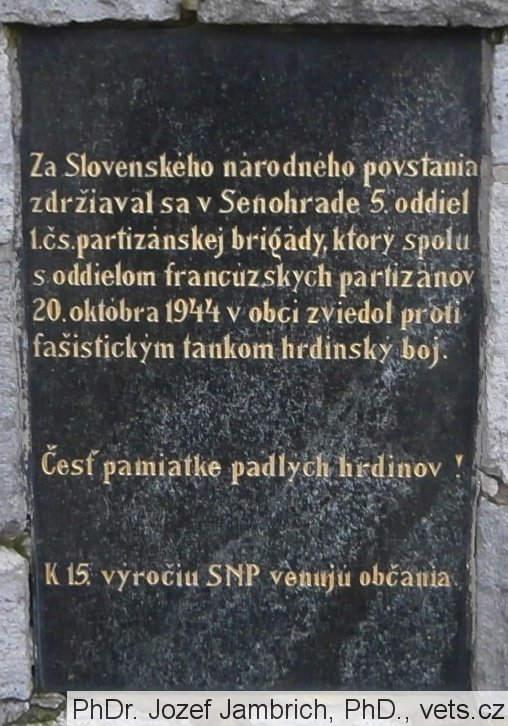 Za Slovenského národného povstania
zdržiaval sa v Senohrade 5. oddiel
1.čs.partizánskej brigády, ktorý spolu
s oddielom francúzskych partizánov
20. októbra 1944 v obci zviedol proti
fašistickým tankom hrdinský boj.
Česť pamiatke padlých hrdinov !
K 15. výročiu SNP venujú občania.
PhDr. Jozef Jambrich, PhD., vets.cz